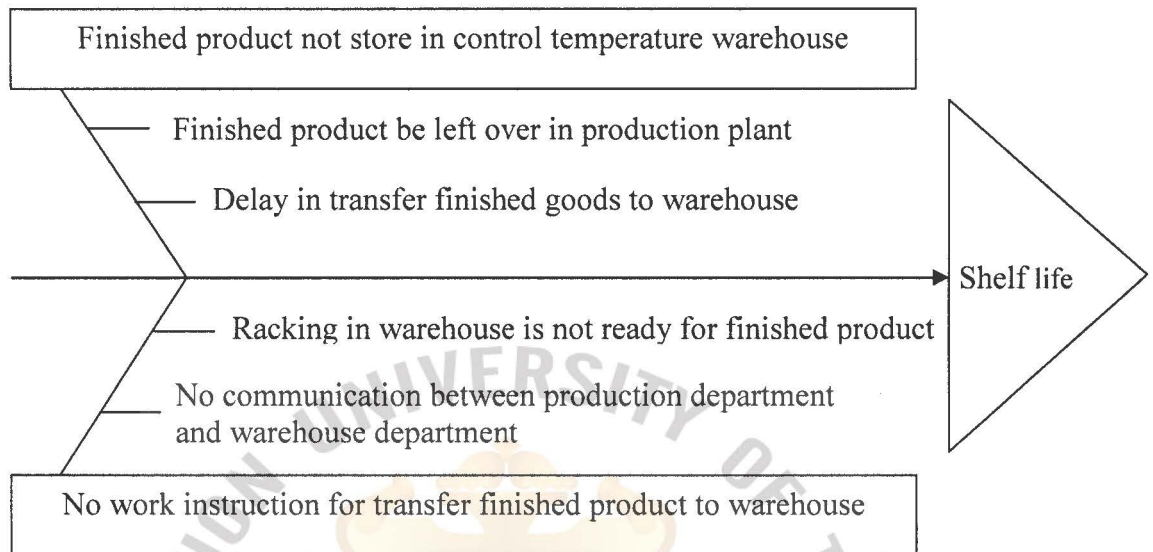 Finished product not store in control temperature warehouse
Finished product be left over in production plant
Delay in transfer finished goods to warehouse
Shelf life
Racking in warehouse is not ready for finished product
No communication between production department
and warehouse department
No work instruction for transfer finished product to warehouse
UNIVERSITY OF